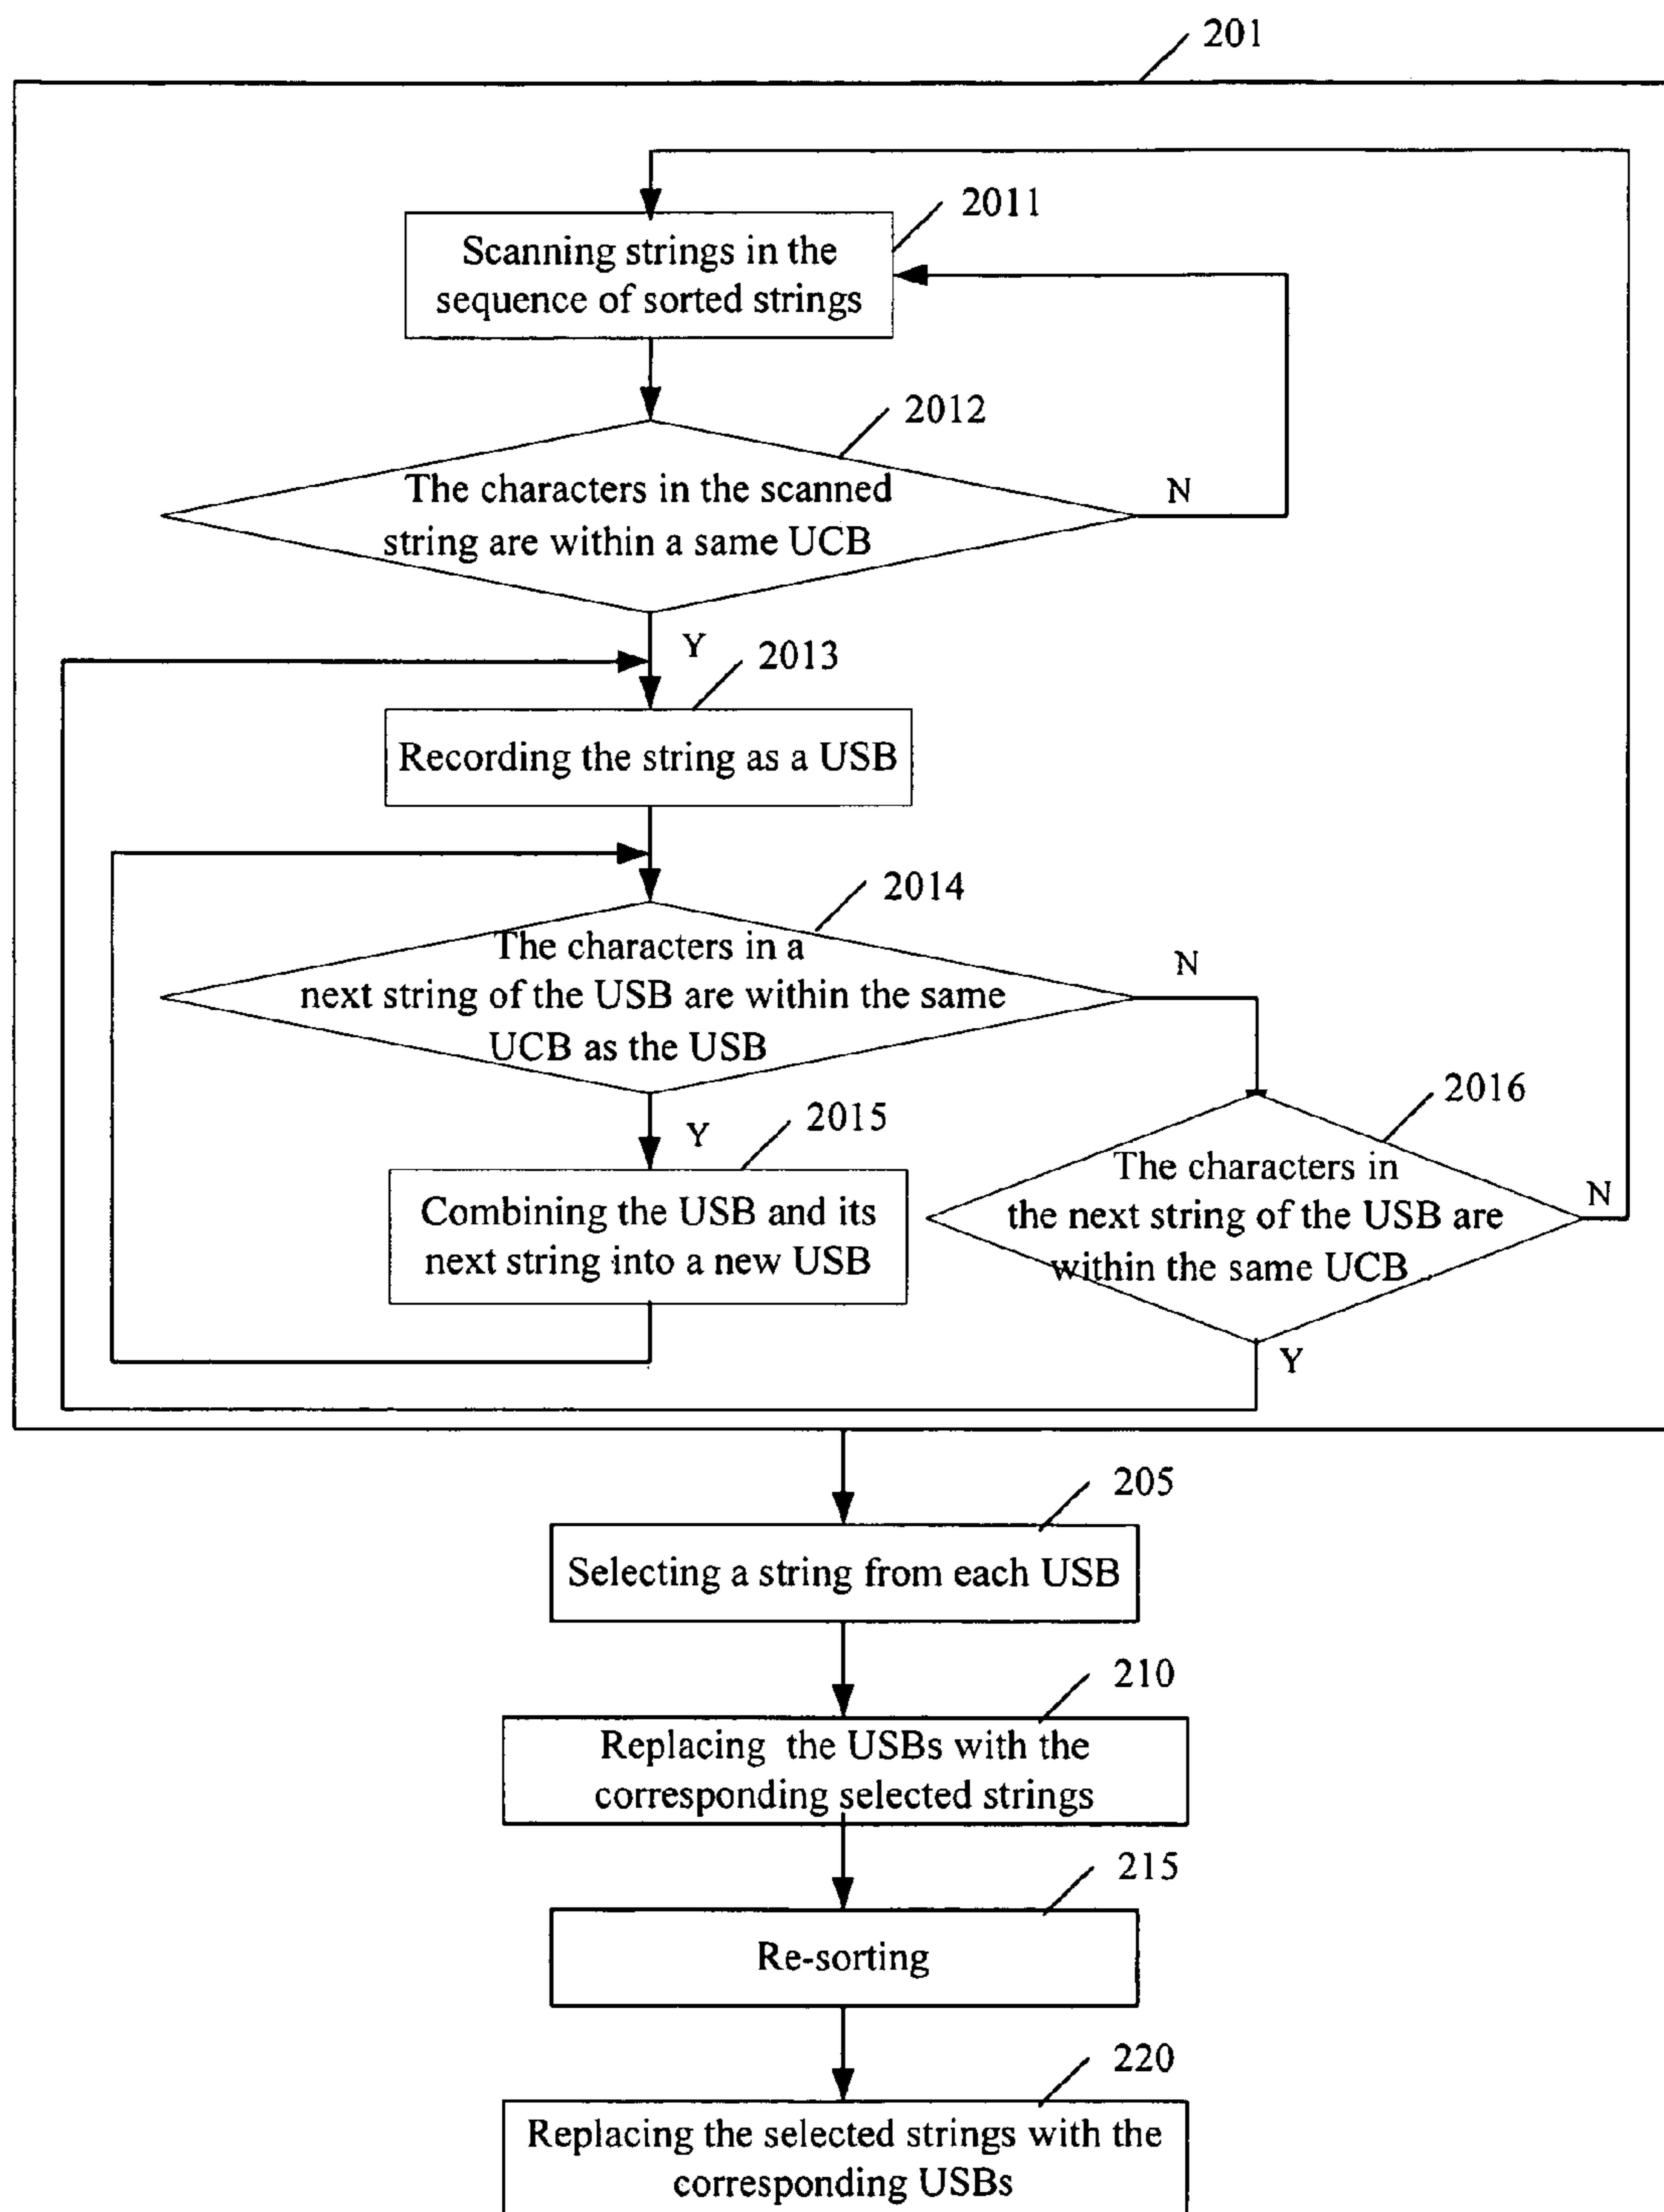 201
2011
Scanning strings in the
sequence of sorted strings
2012
The characters in the scanned
string are within a same UCB
N
Y
2013
Recording the string as a USB
2014
The characters in a
next string of the USB are within the same
UCB as the USB
N
Y
2015
Combining the USB and its
next string into a new USB
2016
The characters in
the next string of the USB are
within the same UCB
N
Y
205
Selecting a string from each USB
210
Replacing the USBs with the
corresponding selected strings
215
Re-sorting
220
Replacing the selected strings with the
corresponding USBs